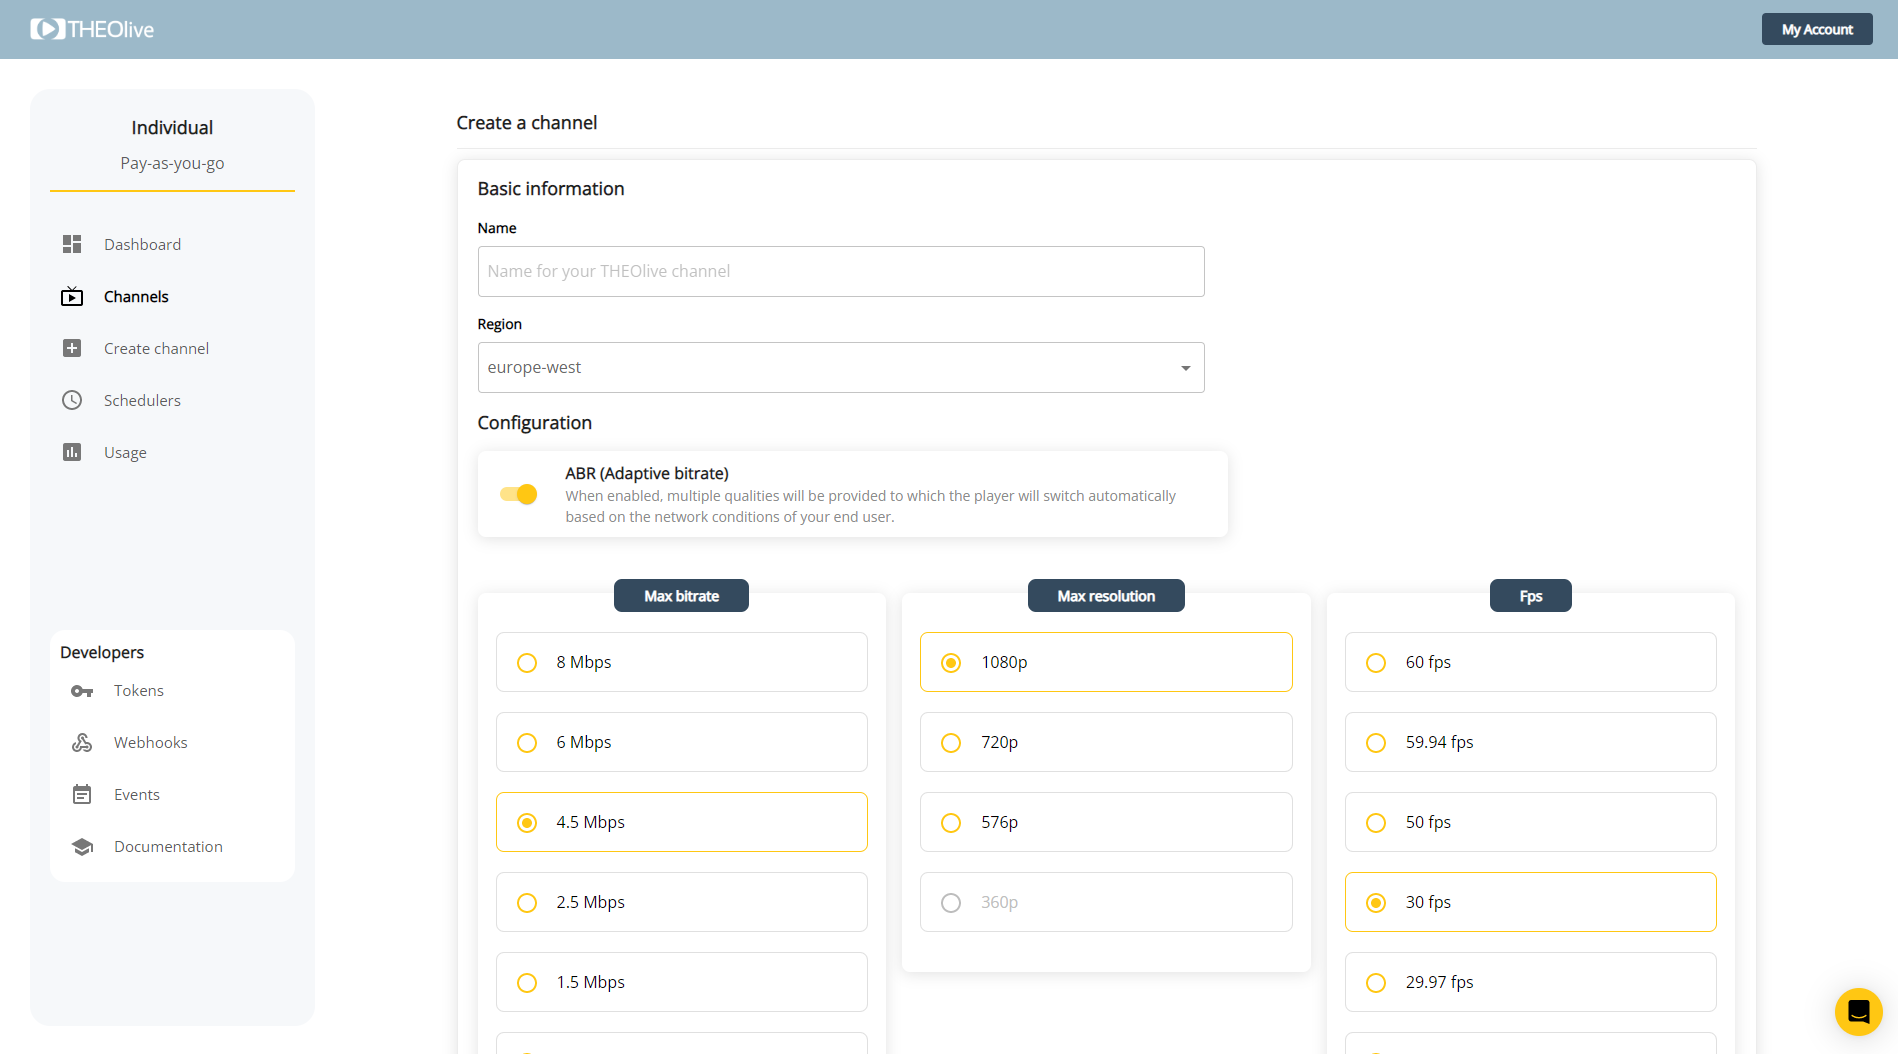 THEOlive
My Account
Individual
Pay-as-you-go
Dashboard
Channels
Create channel
Schedulers
Usage
Developers
Tokens
Webhooks
Events
Documentation
Create a channel
Basic information
Name
Name for your THEOlive channel
Region
europe-west
Configuration
ABR (Adaptive bitrate)
When enabled, multiple qualities will be provided to which the player will switch automatically
based on the network conditions of your end user.
Max bitrate
8 Mbps
6 Mbps
4.5 Mbps
2.5 Mbps
1.5 Mbps
Max resolution
1080p
720p
576p
360p
Fps
60 fps
59.94 fps
50 fps
30 fps
29.97 fps